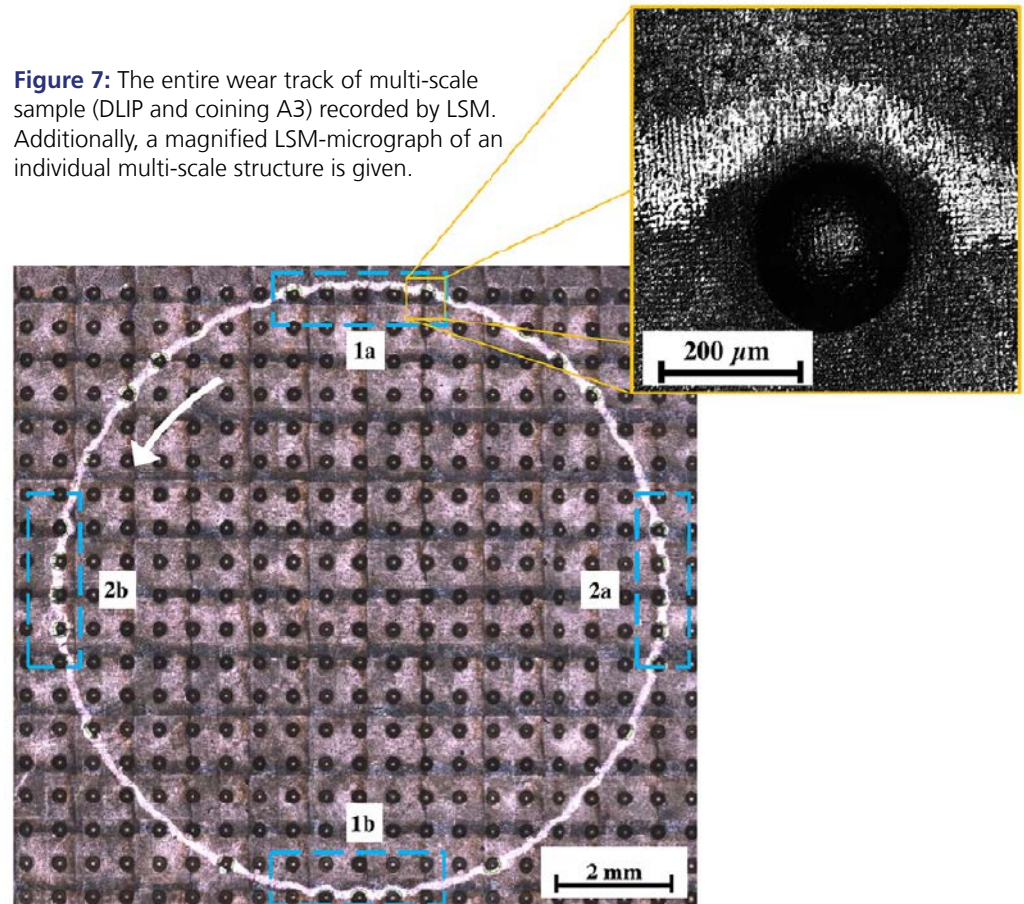 Figure 7: The entire wear track of multi-scale
sample (DLIP and coining A3) recorded by LSM.
Additionally, a magnified LSM-micrograph of an
individual multi-scale structure is given.
200 µm
1a
2b
2a
1b
2 mm